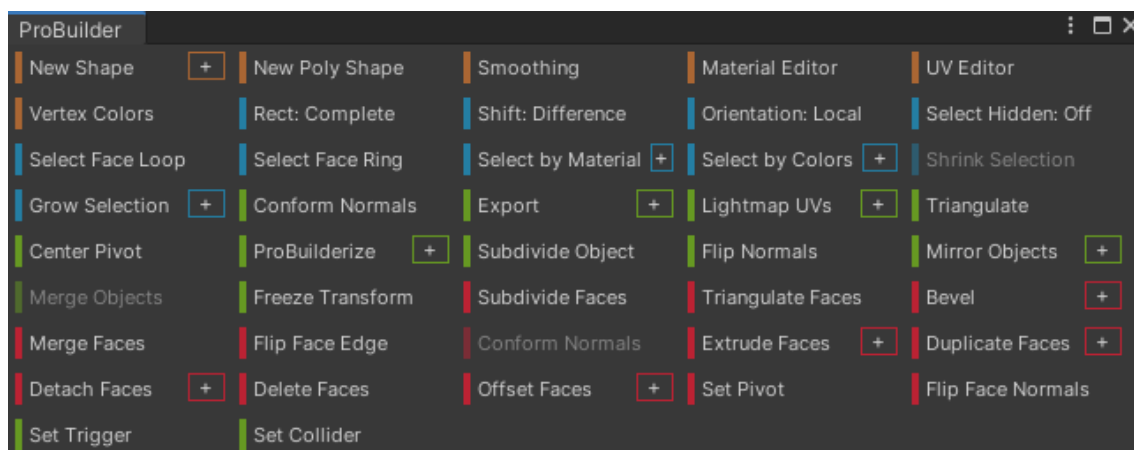 ProBuilder
New Shape + New Poly Shape Smoothing Material Editor UV Editor
Vertex Colors Rect: Complete Shift: Difference Orientation: Local Select Hidden: Off
Select Face Loop Select Face Ring Select by Material + Select by Colors + Shrink Selection
Grow Selection + Conform Normals Export + Lightmap UVs + Triangulate
Center Pivot ProBuilderize + Subdivide Object Flip Normals Mirror Objects +
Merge Objects Freeze Transform Subdivide Faces Triangulate Faces Bevel +
Merge Faces Flip Face Edge Conform Normals Extrude Faces + Duplicate Faces +
Detach Faces + Delete Faces Offset Faces + Set Pivot Flip Face Normals
Set Trigger Set Collider